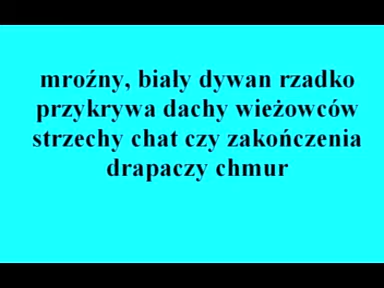 mroźny, biały dywan rzadko
przykrywa dachy wieżowców
strzechy chat czy zakończenia
drapaczy chmur